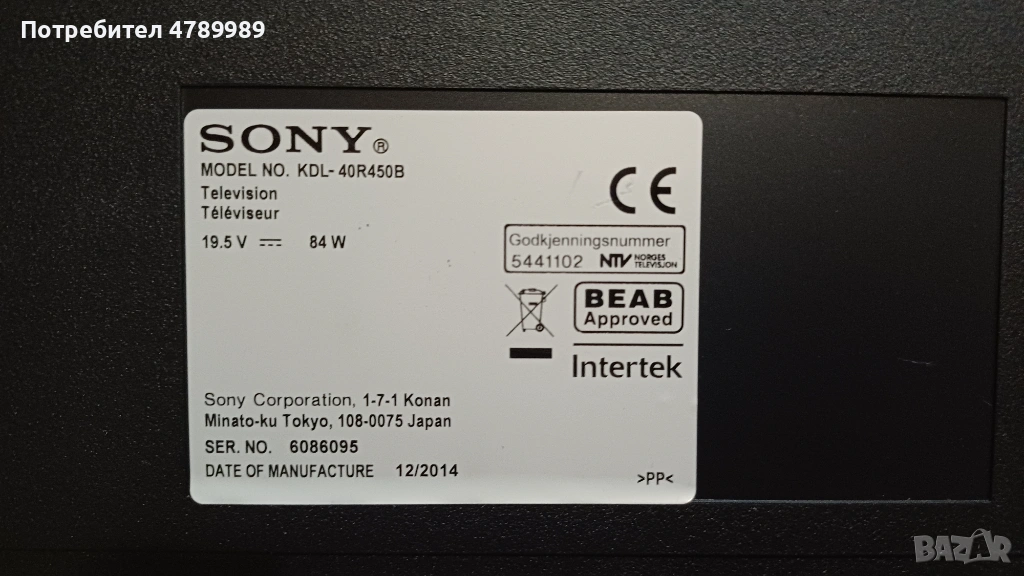 Потребител 4789989
SONY®
MODEL NO. KDL- 40R450B
Television
Téléviseur
19.5 V 84 W
CE
Godkjenningsnummer
5441102 NTV NORGES TELEVISJON
BEAB
Approved
Intertek
Sony Corporation, 1-7-1 Konan
Minato-ku Tokyo, 108-0075 Japan
SER. NO. 6086095
DATE OF MANUFACTURE 12/2014
>PP<
BAZAR